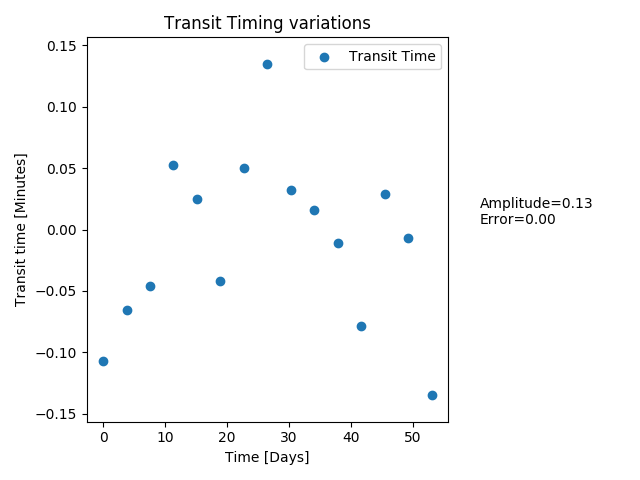 Transit Timing variations
Transit Time
0.15
0.10
0.05
0.00
−0.05
−0.10
−0.15
Transit time [Minutes]
Amplitude=0.13
Error=0.00
0 10 20 30 40 50
Time [Days]